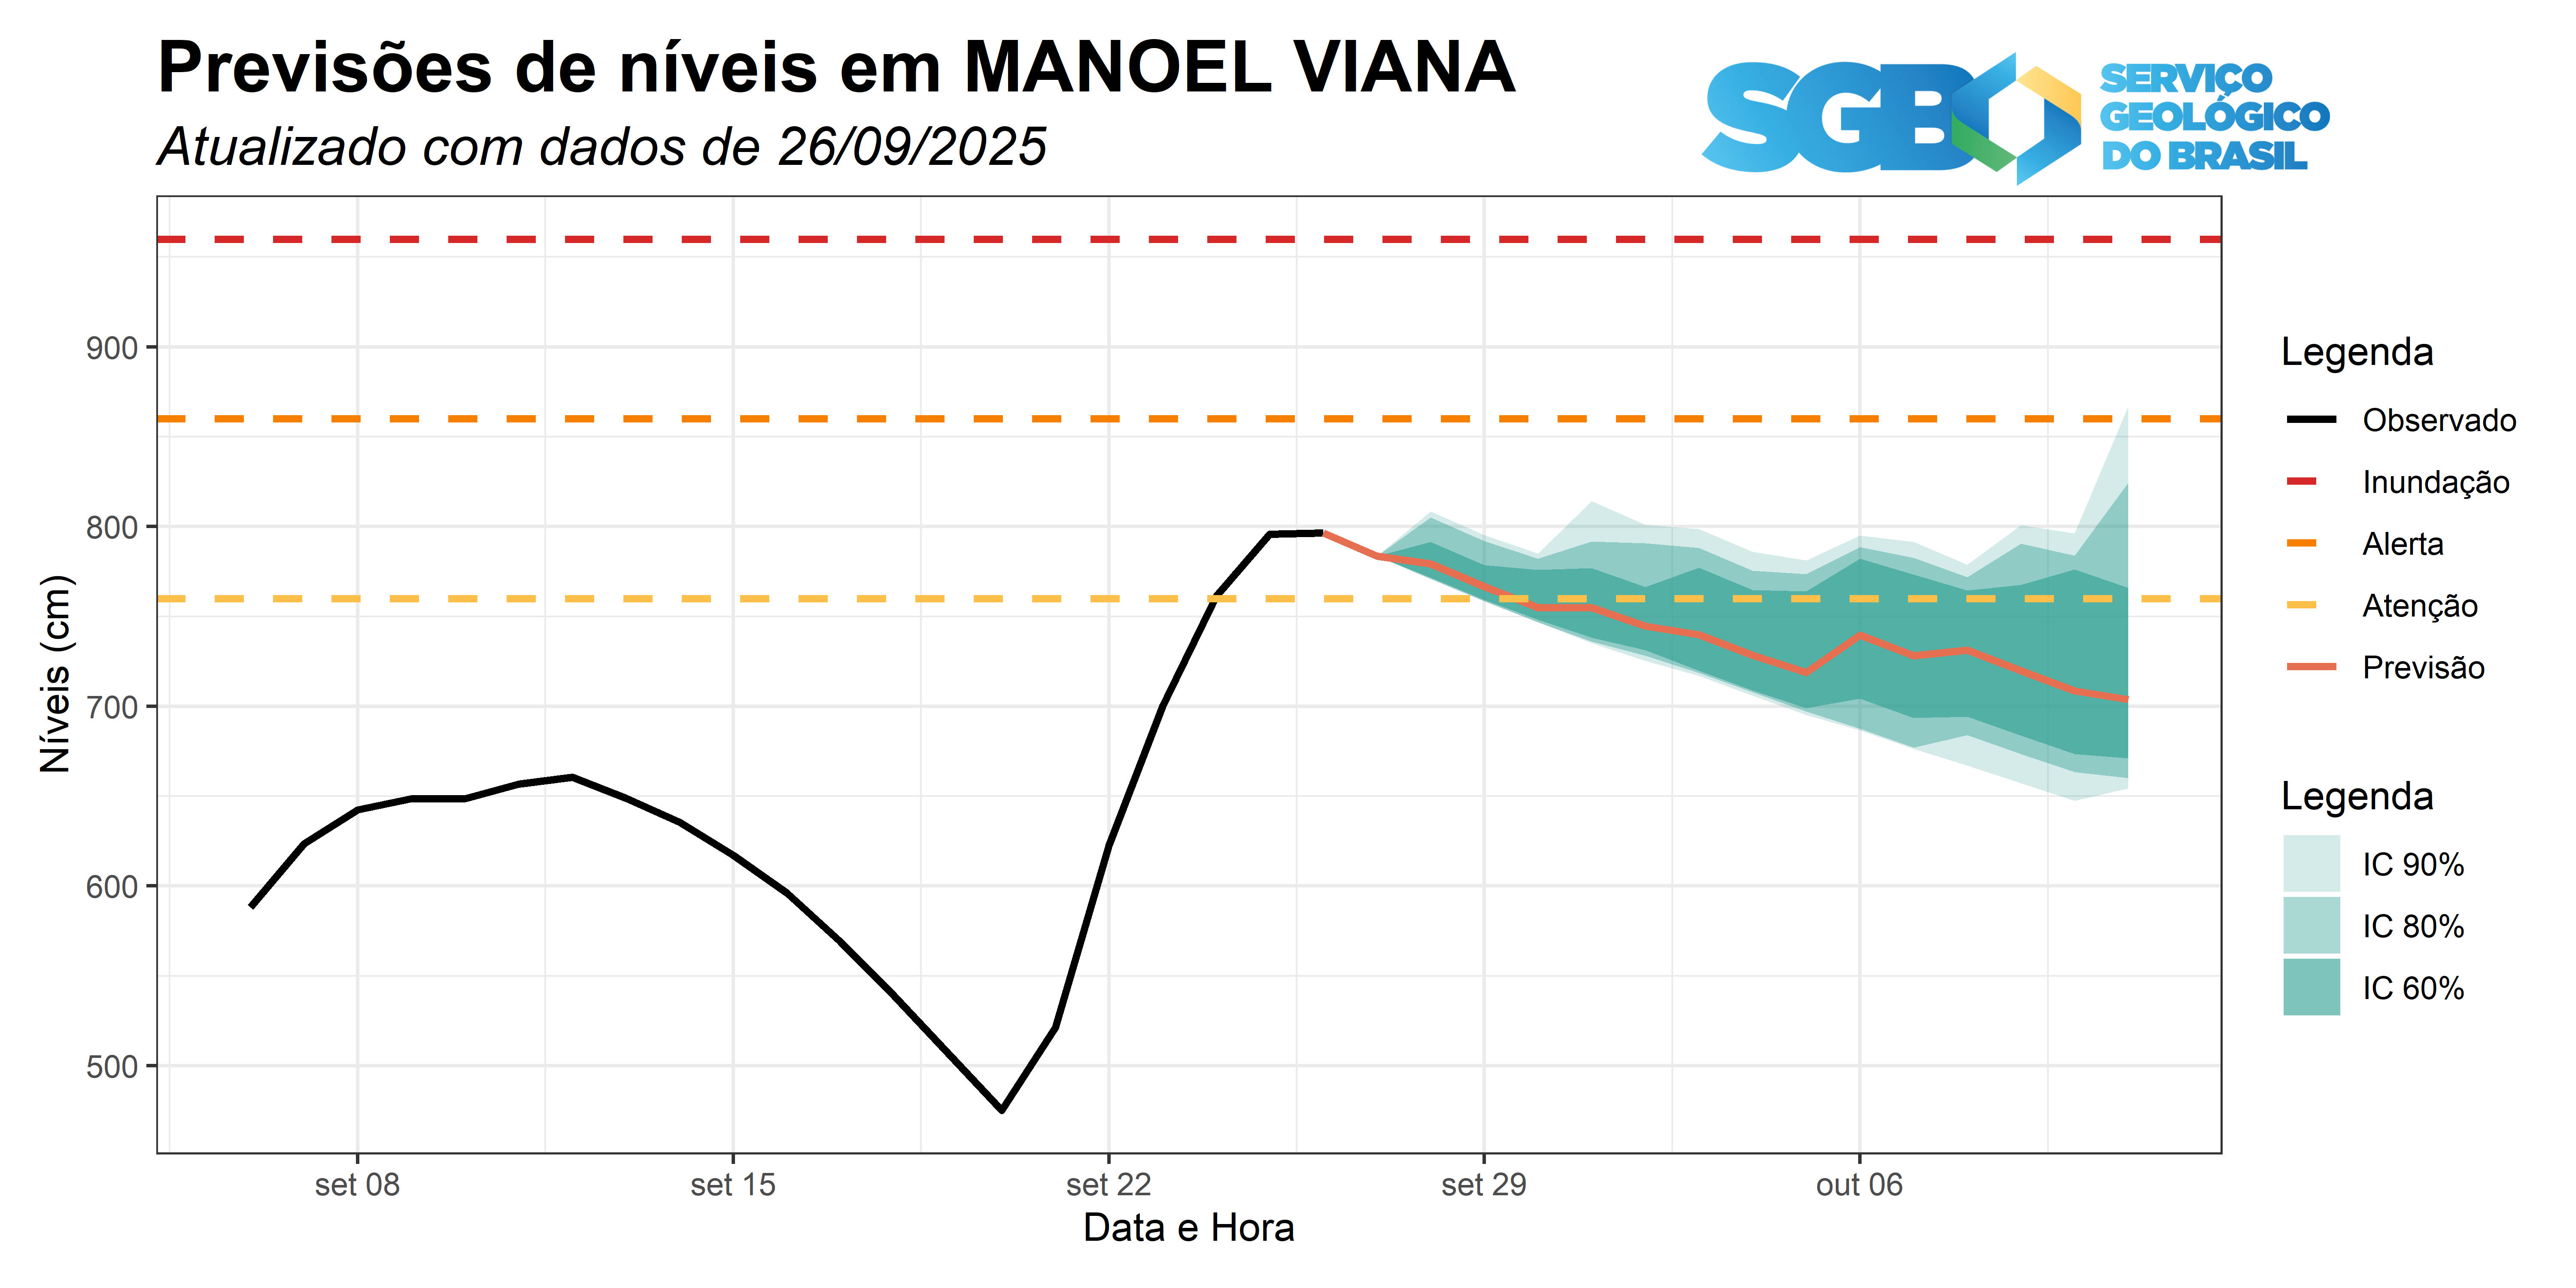 Previsões de níveis em MANOEL VIANA
Atualizado com dados de 26/09/2025
SGB
SERVIÇO
GEOLÓGICO
DO BRASIL
Níveis (cm)
900
800
700
600
500
set 08
set 15
set 22
set 29
out 06
Data e Hora
Legenda
Observado
Inundação
Alerta
Atenção
Previsão
Legenda
IC 90%
IC 80%
IC 60%